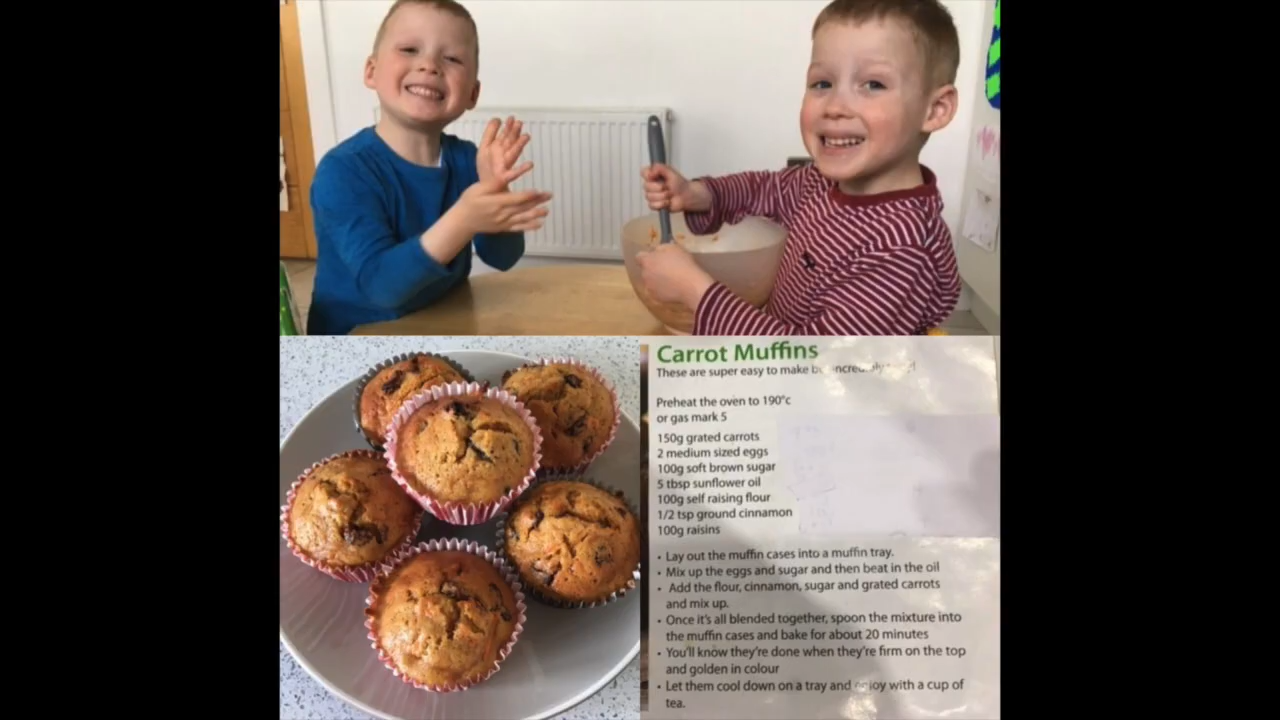 Carrot Muffins
These are super easy to make
Preheat the oven to 190°c
or gas mark 5
150g grated carrots
2 medium sized eggs
100g soft brown sugar
5 tbsp sunflower oil
100g self raising flour
1/2 tsp ground cinnamon
100g raisins
• Lay out the muffin cases into a muffin tray.
• Mix up the eggs and sugar and then beat in the oil
• Add the flour, cinnamon, sugar and grated carrots
and mix up.
• Once it's all blended together, spoon the mixture into
the muffin cases and bake for about 20 minutes
• You'll know they're done when they're firm on the top
and golden in colour
• Let them cool down on a tray and enjoy with a cup of
tea.